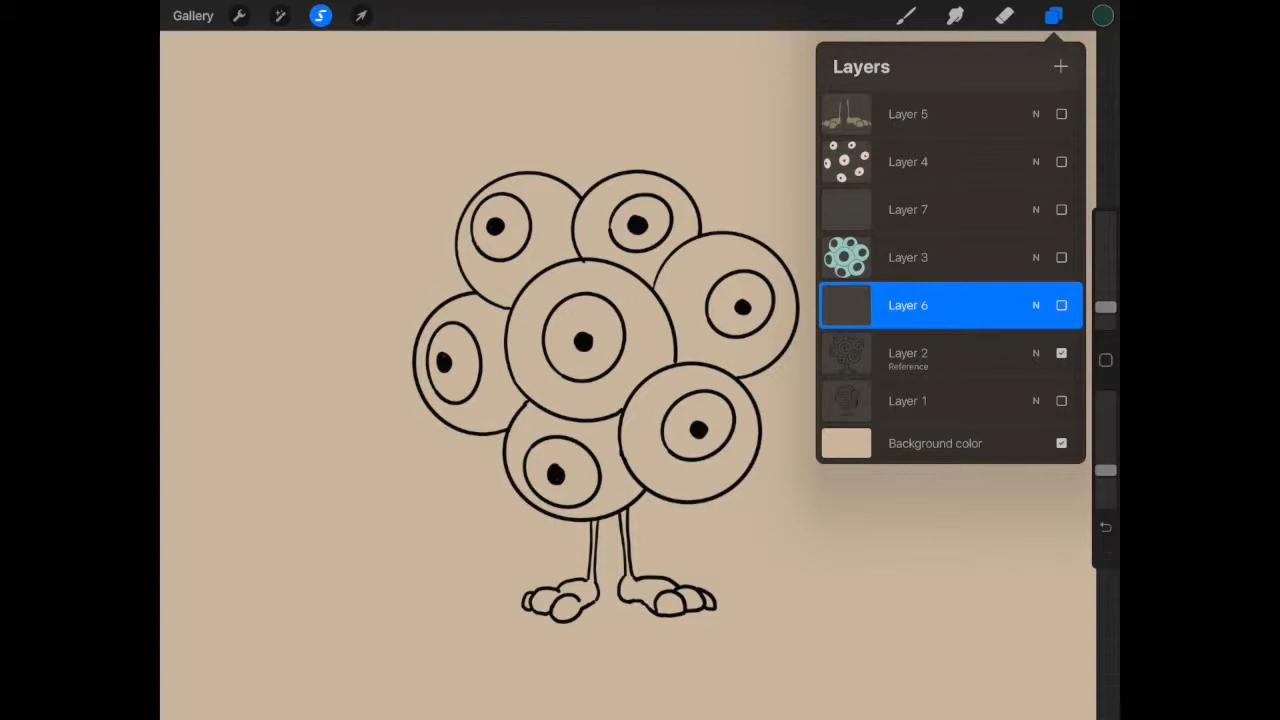 Gallery
Layers
Layer 5 N
Layer 4 N
Layer 7 N
Layer 3 N
Layer 6 N
Layer 2 N
Reference
Layer 1 N
Background color